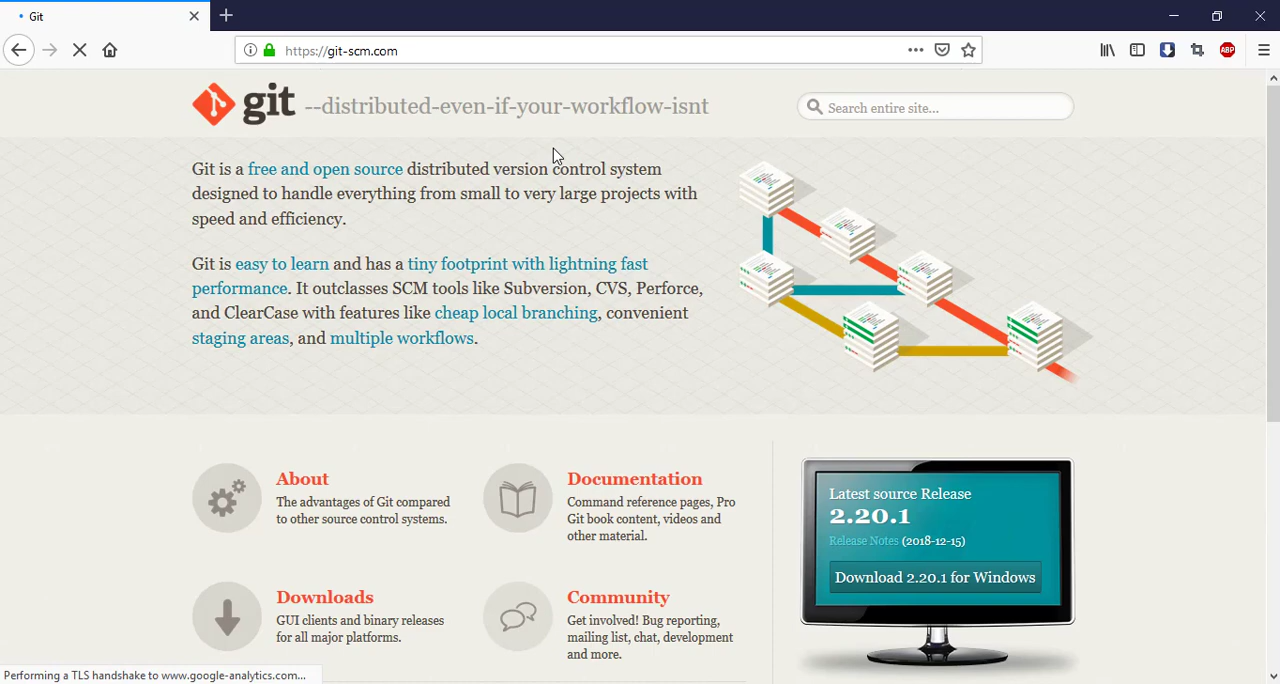 Git
https://git-scm.com
ABP
git --distributed-even-if-your-workflow-isnt
Search entire site...
Git is a free and open source distributed version control system
designed to handle everything from small to very large projects with
speed and efficiency.
Git is easy to learn and has a tiny footprint with lightning fast
performance. It outclasses SCM tools like Subversion, CVS, Perforce,
and ClearCase with features like cheap local branching, convenient
staging areas, and multiple workflows.
About
The advantages of Git compared
to other source control systems.
Documentation
Command reference pages, Pro
Git book content, videos and
other material.
Downloads
GUI clients and binary releases
for all major platforms.
Community
Get involved! Bug reporting,
mailing list, chat, development
and more.
Latest source Release
2.20.1
Release Notes (2018-12-15)
Download 2.20.1 for Windows
Performing a TLS handshake to www.google-analytics.com...